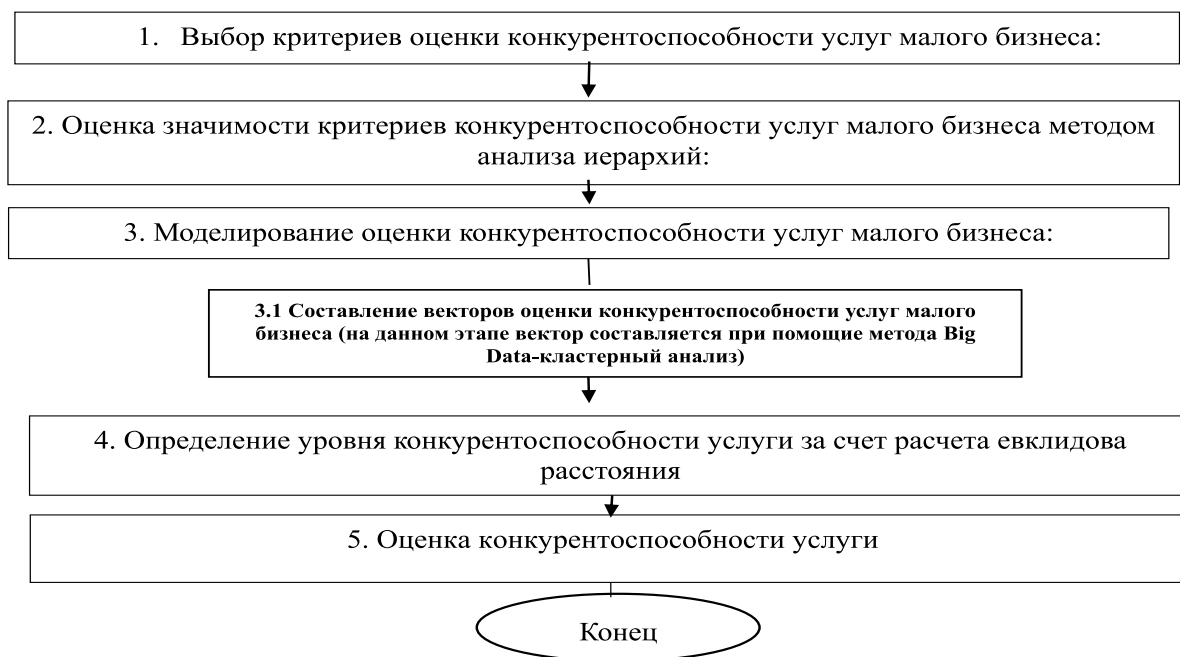 1. Выбор критериев оценки конкурентоспособности услуг малого бизнеса:
2. Оценка значимости критериев конкурентоспособности услуг малого бизнеса методом
анализа иерархий:
3. Моделирование оценки конкурентоспособности услуг малого бизнеса:
3.1 Составление векторов оценки конкурентоспособности услуг малого
бизнеса (на данном этапе вектор составляется при помощие метода Big
Data-кластерный анализ)
4. Определение уровня конкурентоспособности услуги за счет расчета евклидова
расстояния
5. Оценка конкурентоспособности услуги
Конец